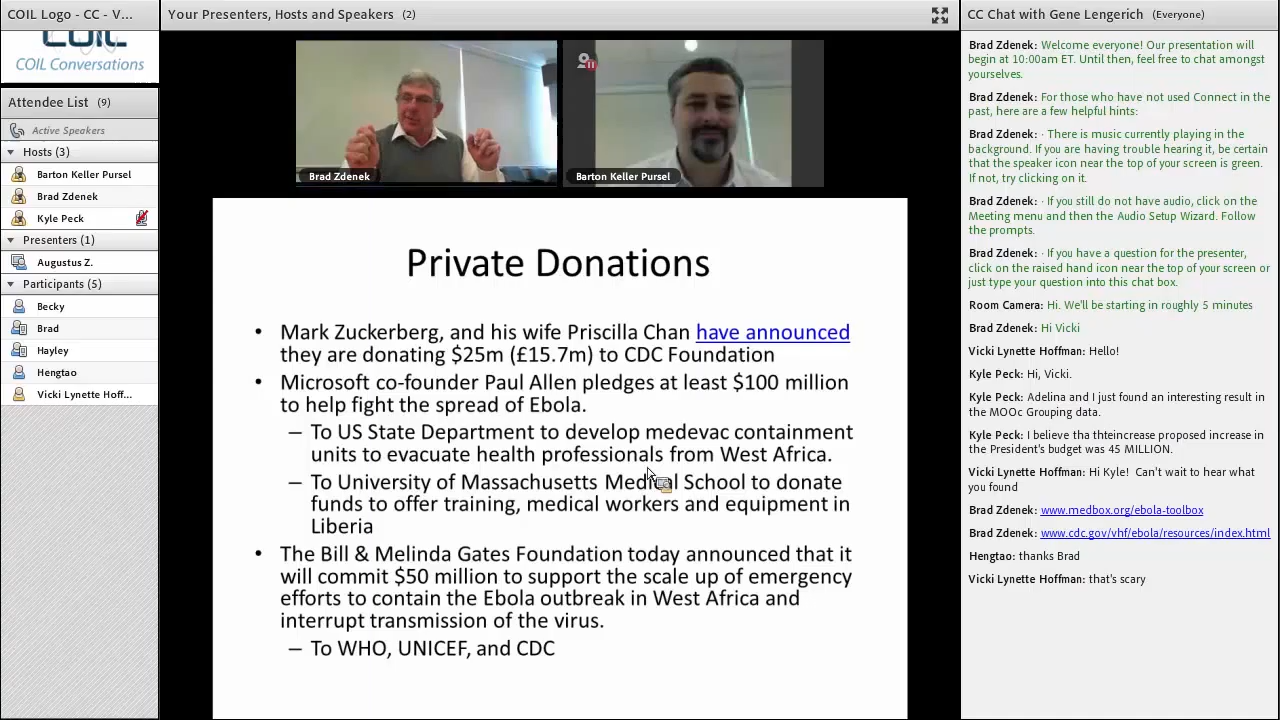 COIL Logo - CC - V...
COIL
COIL Conversations
Attendee List (9)
Active Speakers
Hosts (3)
Barton Keller Pursel
Brad Zdenek
Kyle Peck
Presenters (1)
Augustus Z.
Participants (5)
Becky
Brad
Hayley
Hengtao
Vicki Lynette Hoff...
Your Presenters, Hosts and Speakers (2)
Brad Zdenek
Barton Keller Pursel
Private Donations
• Mark Zuckerberg, and his wife Priscilla Chan have announced
they are donating $25m (£15.7m) to CDC Foundation
• Microsoft co-founder Paul Allen pledges at least $100 million
to help fight the spread of Ebola.
– To US State Department to develop medevac containment
units to evacuate health professionals from West Africa.
– To University of Massachusetts Medical School to donate
funds to offer training, medical workers and equipment in
Liberia
• The Bill & Melinda Gates Foundation today announced that it
will commit $50 million to support the scale up of emergency
efforts to contain the Ebola outbreak in West Africa and
interrupt transmission of the virus.
– To WHO, UNICEF, and CDC
CC Chat with Gene Lengerich (Everyone)
Brad Zdenek: Welcome everyone! Our presentation will
begin at 10:00am ET. Until then, feel free to chat amongst
yourselves.
Brad Zdenek: For those who have not used Connect in the
past, here are a few helpful hints:
Brad Zdenek: · There is music currently playing in the
background. If you are having trouble hearing it, be certain
that the speaker icon near the top of your screen is green.
If not, try clicking on it.
Brad Zdenek: · If you still do not have audio, click on the
Meeting menu and then the Audio Setup Wizard. Follow
the prompts.
Brad Zdenek: · If you have a question for the presenter,
click on the raised hand icon near the top of your screen or
just type your question into this chat box.
Room Camera: Hi. We'll be starting in roughly 5 minutes
Brad Zdenek: Hi Vicki
Vicki Lynette Hoffman: Hello!
Kyle Peck: Hi, Vicki.
Kyle Peck: Adelina and I just found an interesting result in
the MOOc Grouping data.
Kyle Peck: I believe tha thteincrease proposed increase in
the President's budget was 45 MILLION.
Vicki Lynette Hoffman: Hi Kyle! Can't wait to hear what
you found
Brad Zdenek: www.medbox.org/ebola-toolbox
Brad Zdenek: www.cdc.gov/vhf/ebola/resources/index.html
Hengtao: thanks Brad
Vicki Lynette Hoffman: that's scary